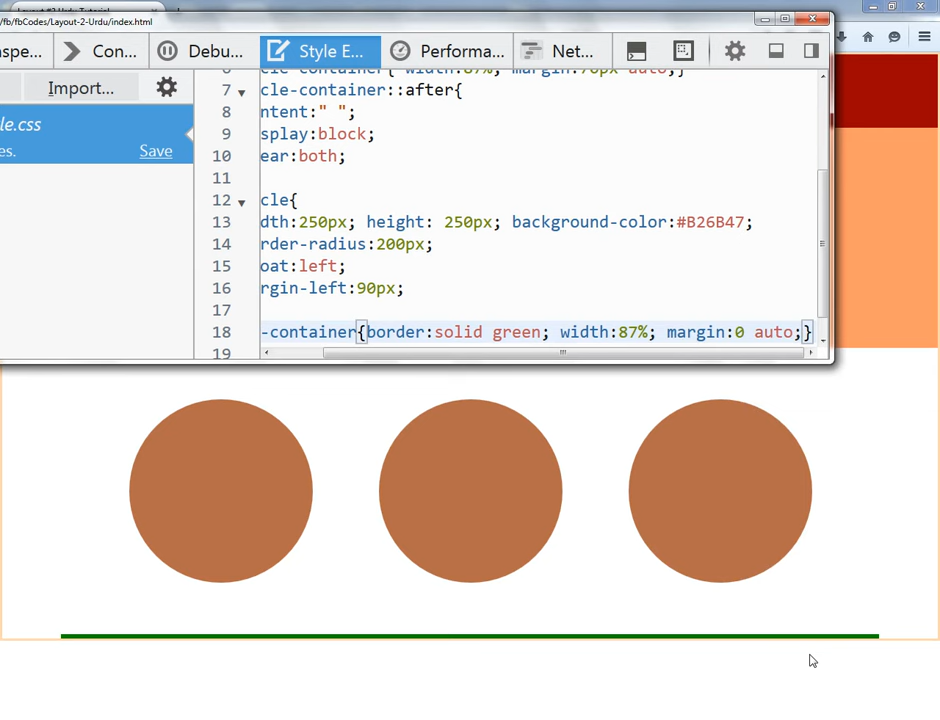 /fb/fbCodes/Layout-2-Urdu/index.html
spe... Con... Debu... Style E... Performa... Net...
Import...
le.css
es. Save
7 cle-container::after{
8 ntent:" ";
9 splay:block;
10 ear:both;
11
12 cle{
13 dth:250px; height: 250px; background-color:#B26B47;
14 rder-radius:200px;
15 oat:left;
16 rgin-left:90px;
17
18 -container{border:solid green; width:87%; margin:0 auto;}
19